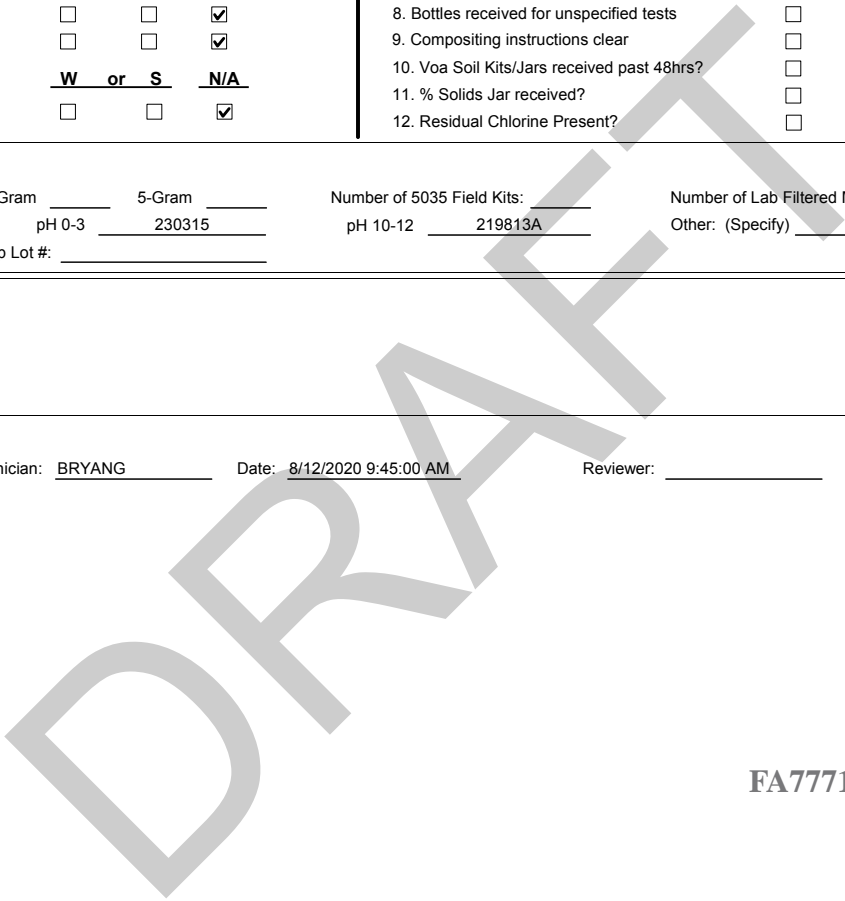 8. Bottles received for unspecified tests
9. Compositing instructions clear
W or S N/A
10. Voa Soil Kits/Jars received past 48hrs?
11. % Solids Jar received?
12. Residual Chlorine Present?
Gram 5-Gram Number of 5035 Field Kits: Number of Lab Filtered
pH 0-3 230315 pH 10-12 219813A Other: (Specify)
Lot #:
BRYANG Date: 8/12/2020 9:45:00 AM Reviewer:
DRAFT
FA7771